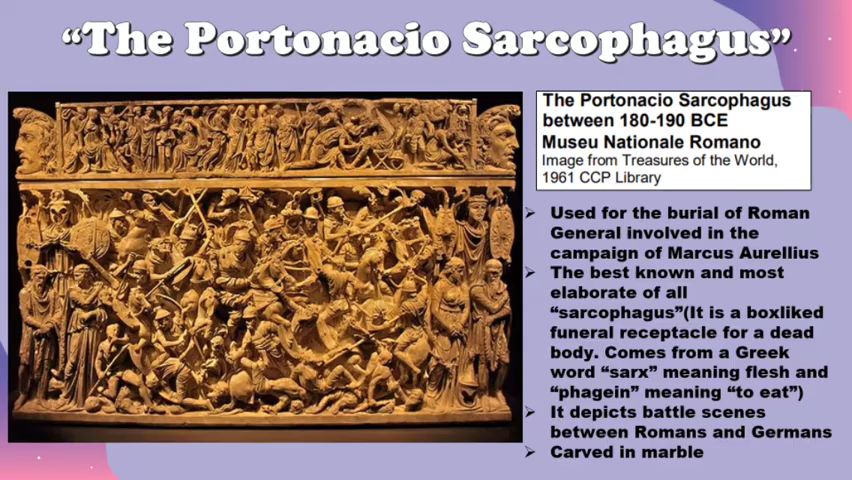 “The Portonacio Sarcophagus”
The Portonacio Sarcophagus
between 180-190 BCE
Museu Nationale Romano
Image from Treasures of the World,
1961 CCP Library
➢ Used for the burial of Roman
General involved in the
campaign of Marcus Aurellius
➢ The best known and most
elaborate of all
“sarcophagus”(It is a boxliked
funeral receptacle for a dead
body. Comes from a Greek
word “sarx” meaning flesh and
“phagein” meaning “to eat”)
➢ It depicts battle scenes
between Romans and Germans
➢ Carved in marble